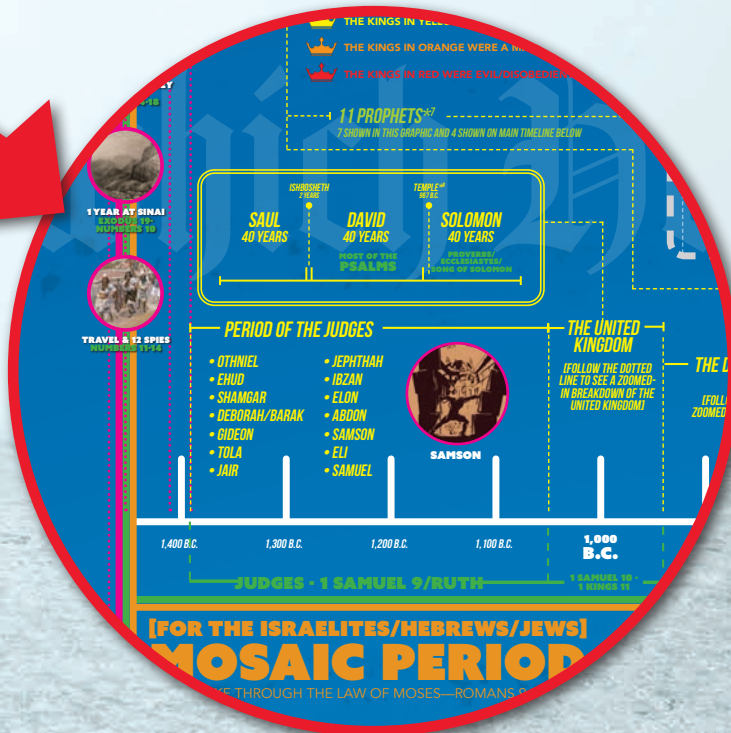 THE KINGS IN
THE KINGS IN ORANGE WERE A
THE KINGS IN RED WERE EVIL/DISOBEDIEN
11 PROPHETS
7 SHOWN IN THIS GRAPHIC AND 4 SHOWN ON MAIN TIMELINE BELOW
1 YEAR AT SINAI
EXODUS 19-
NUMBERS 10
TRAVEL & 12 SPIES
NUMBERS 11-14
ISHBOSHETH
2 YEARS
TEMPLE
967 B.C.
SAUL
40 YEARS
DAVID
40 YEARS
SOLOMON
40 YEARS
MOST OF THE
PSALMS
PROVERBS/
ECCLESIASTES/
SONG OF SOLOMON
PERIOD OF THE JUDGES
• OTHNIEL
• EHUD
• SHAMGAR
• DEBORAH/BARAK
• GIDEON
• TOLA
• JAIR
• JEPHTHAH
• IBZAN
• ELON
• ABDON
• SAMSON
• ELI
• SAMUEL
SAMSON
THE UNITED
KINGDOM
[FOLLOW THE DOTTED
LINE TO SEE A ZOOMED-
IN BREAKDOWN OF THE
UNITED KINGDOM]
THE D
[FOLL
ZOOMED
1,400 B.C.
1,300 B.C.
1,200 B.C.
1,100 B.C.
1,000
B.C.
JUDGES - 1 SAMUEL 9/RUTH
1 SAMUEL 10 -
1 KINGS 11
[FOR THE ISRAELITES/HEBREWS/JEWS]
MOSAIC PERIOD
THROUGH THE LAW OF MOSES—ROMANS